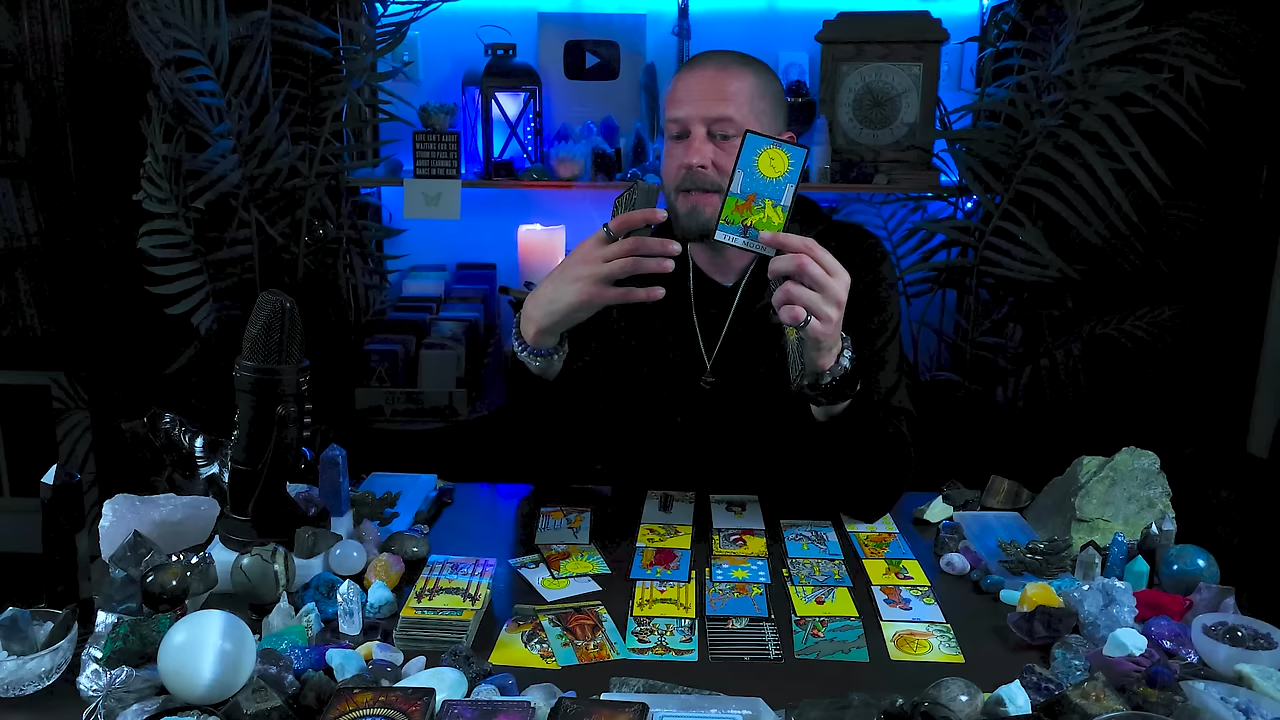 LIFE ISN'T ABOUT
WAITING FOR THE
STORM TO PASS, IT'S
ABOUT LEARNING TO
DANCE IN THE RAIN.
THE MOON